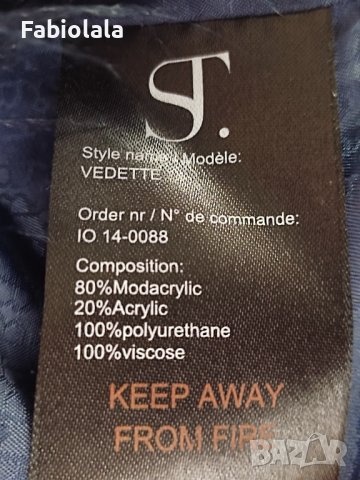 Fabiolala
ST.
Style name / Modèle:
VEDETTE
Order nr / N° de commande:
IO 14-0088
Composition:
80%Modacrylic
20%Acrylic
100%polyurethane
100%viscose
KEEP AWAY
FROM FIRE
BAZAR